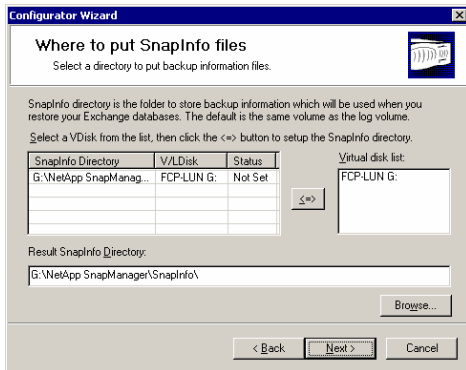 Configurator Wizard
Where to put SnapInfo files
Select a directory to put backup information files.
SnapInfo directory is the folder to store backup information which will be used when you
restore your Exchange databases. The default is the same volume as the log volume.
Select a VDisk from the list, then click the <=> button to setup the SnapInfo directory.
SnapInfo Directory V/LDisk Status
G:\NetApp SnapManag... FCP-LUN G: Not Set
<=>
Virtual disk list:
FCP-LUN G:
Result SnapInfo Directory:
G:\NetApp SnapManager\SnapInfo\
Browse...
< Back Next > Cancel